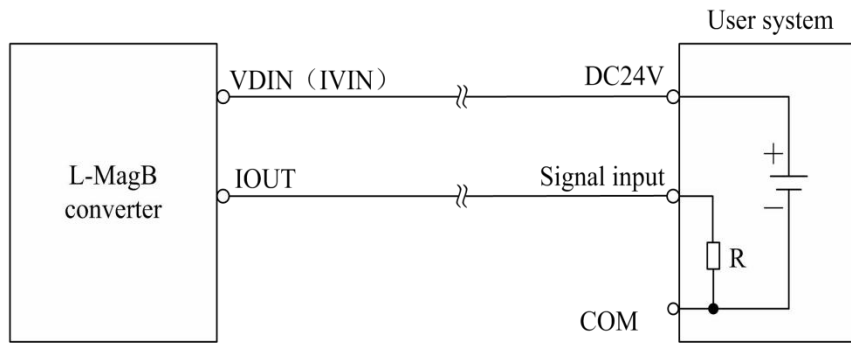 User system
VDIN（IVIN）
DC24V
L-MagB
converter
IOUT
Signal input
+
−
R
COM